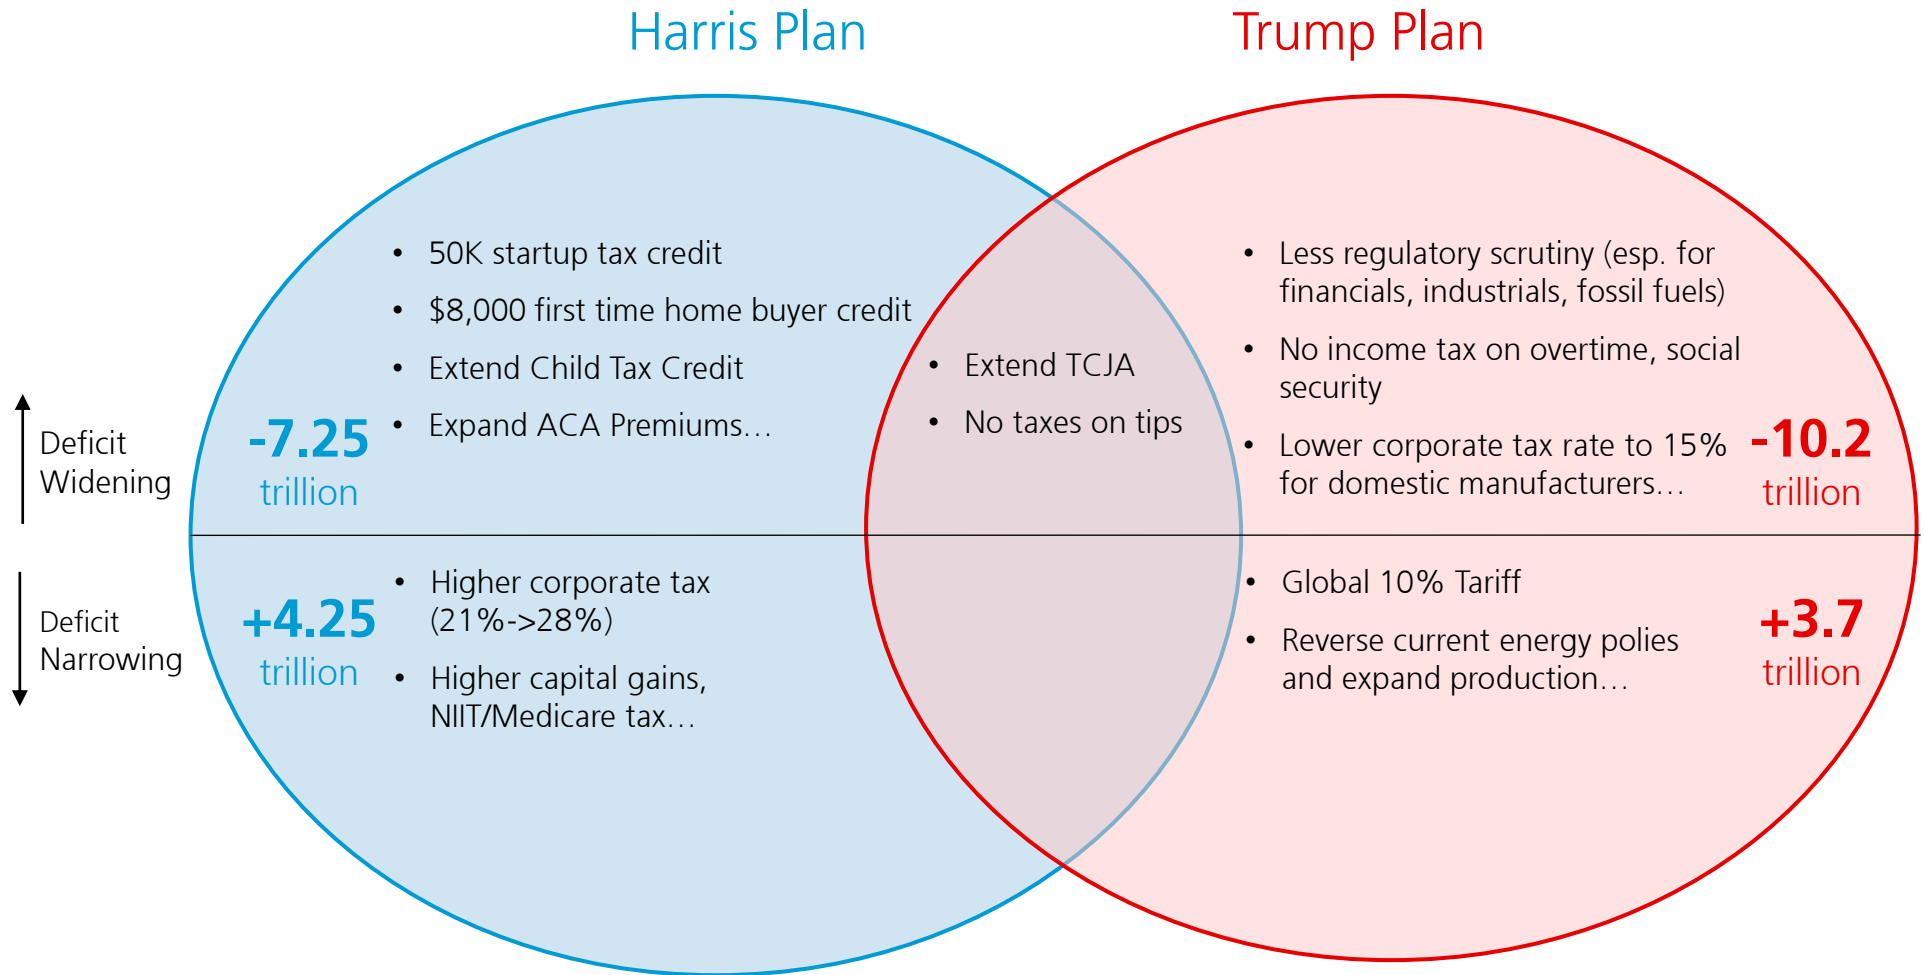 Harris Plan
Trump Plan
• 50K startup tax credit
• $8,000 first time home buyer credit
• Extend Child Tax Credit
• Expand ACA Premiums…
• Extend TCJA
• No taxes on tips
• Less regulatory scrutiny (esp. for
financials, industrials, fossil fuels)
• No income tax on overtime, social
security
• Lower corporate tax rate to 15%
for domestic manufacturers…
Deficit
Widening
-7.25
trillion
-10.2
trillion
Deficit
Narrowing
+4.25
trillion
• Higher corporate tax
(21%->28%)
• Higher capital gains,
NIIT/Medicare tax…
• Global 10% Tariff
• Reverse current energy polies
and expand production…
+3.7
trillion